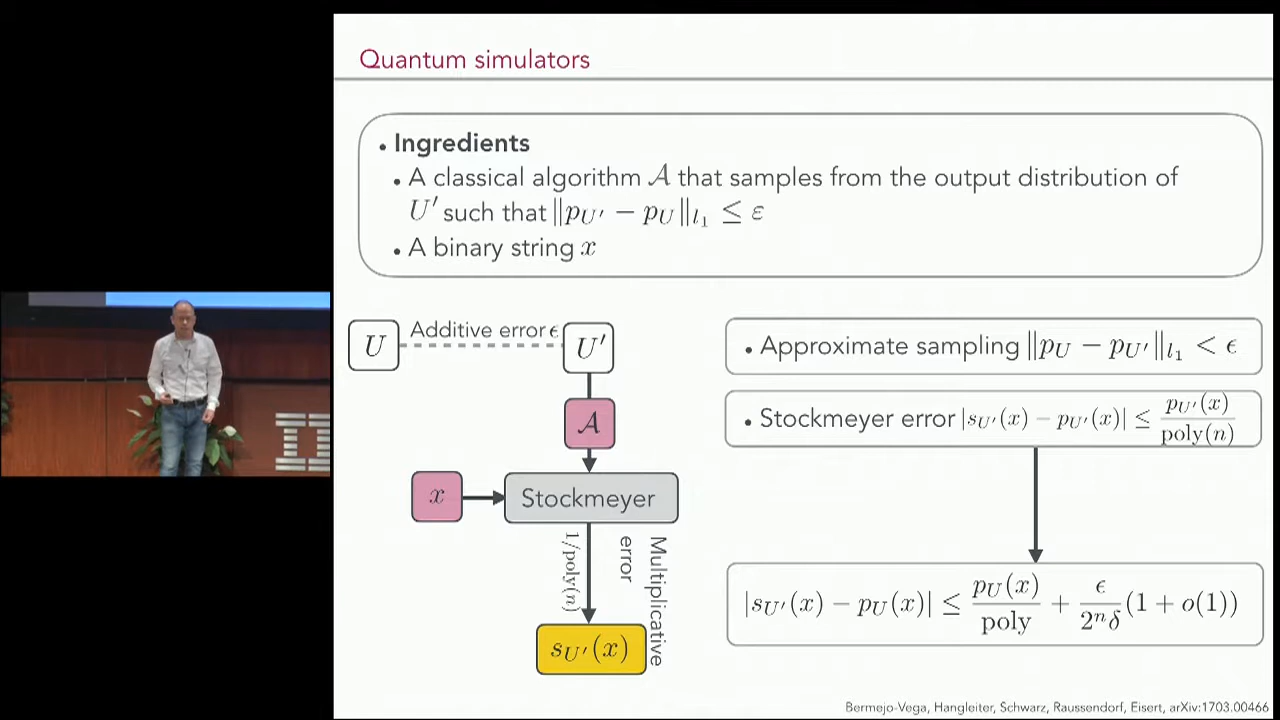 Quantum simulators
• Ingredients
• A classical algorithm 𝒜 that samples from the output distribution of
U′ such that ‖p_{U′} − p_U‖_{l_1} ≤ ε
• A binary string x
U
Additive error ϵ
U′
𝒜
x
Stockmeyer
1/poly(n)
Multiplicative
error
s_{U′}(x)
• Approximate sampling ‖p_U − p_{U′}‖_{l_1} < ϵ
• Stockmeyer error |s_{U′}(x) − p_{U′}(x)| ≤ p_{U′}(x)/poly(n)
|s_{U′}(x) − p_U(x)| ≤ p_U(x)/poly + ϵ/(2^n δ) (1 + o(1))
Bermejo-Vega, Hangleiter, Schwarz, Raussendorf, Eisert, arXiv:1703.00466